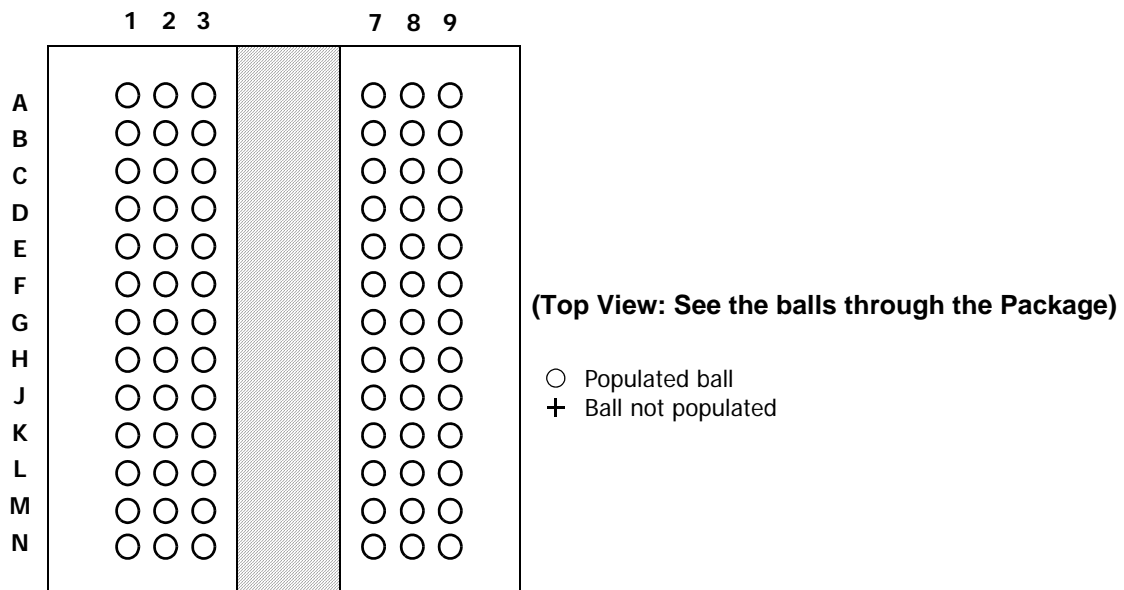 1 2 3 7 8 9
A
B
C
D
E
F
G
H
J
K
L
M
N
(Top View: See the balls through the Package)
Populated ball
Ball not populated